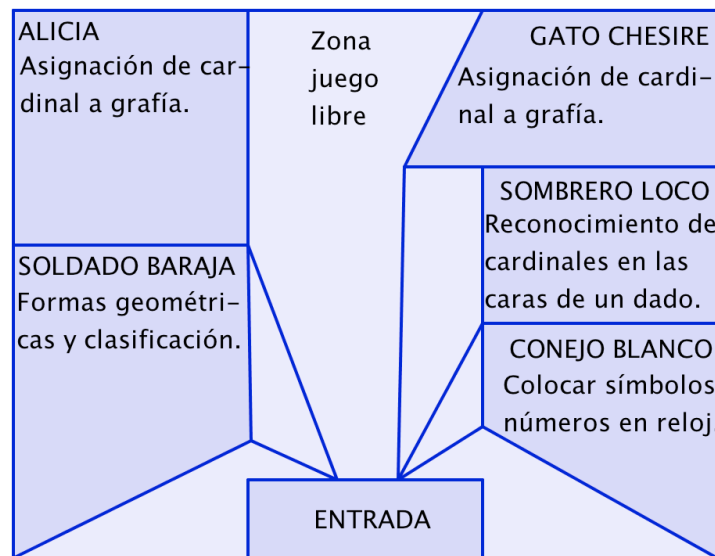 ALICIA
Asignación de car-
dinal a grafía.
Zona
juego
libre
GATO CHESIRE
Asignación de cardi-
nal a grafía.
SOMBRERO LOCO
Reconocimiento de
cardinales en las
caras de un dado.
SOLDADO BARAJA
Formas geométri-
cas y clasificación.
CONEJO BLANCO
Colocar símbolos
números en reloj.
ENTRADA